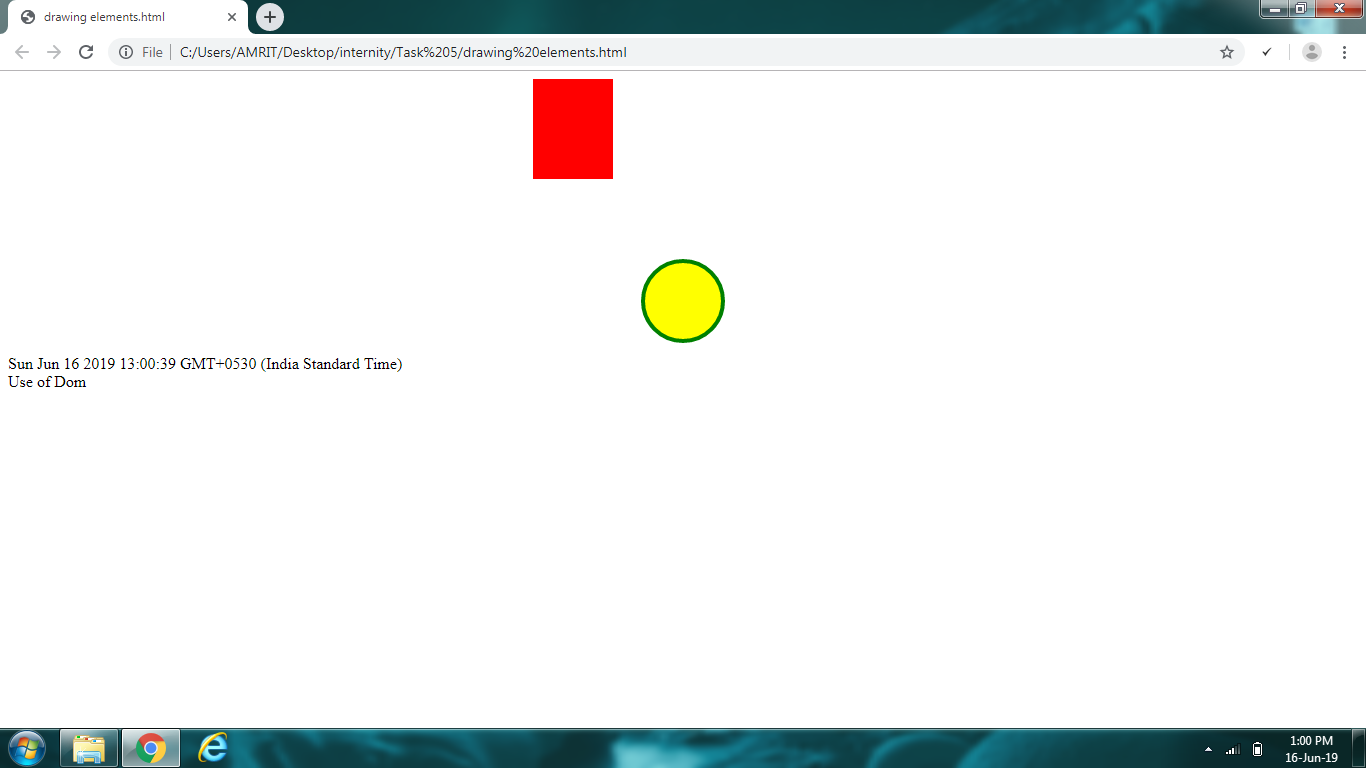 drawing elements.html
File C:/Users/AMRIT/Desktop/internity/Task%205/drawing%20elements.html
Sun Jun 16 2019 13:00:39 GMT+0530 (India Standard Time)
Use of Dom
1:00 PM
16-Jun-19